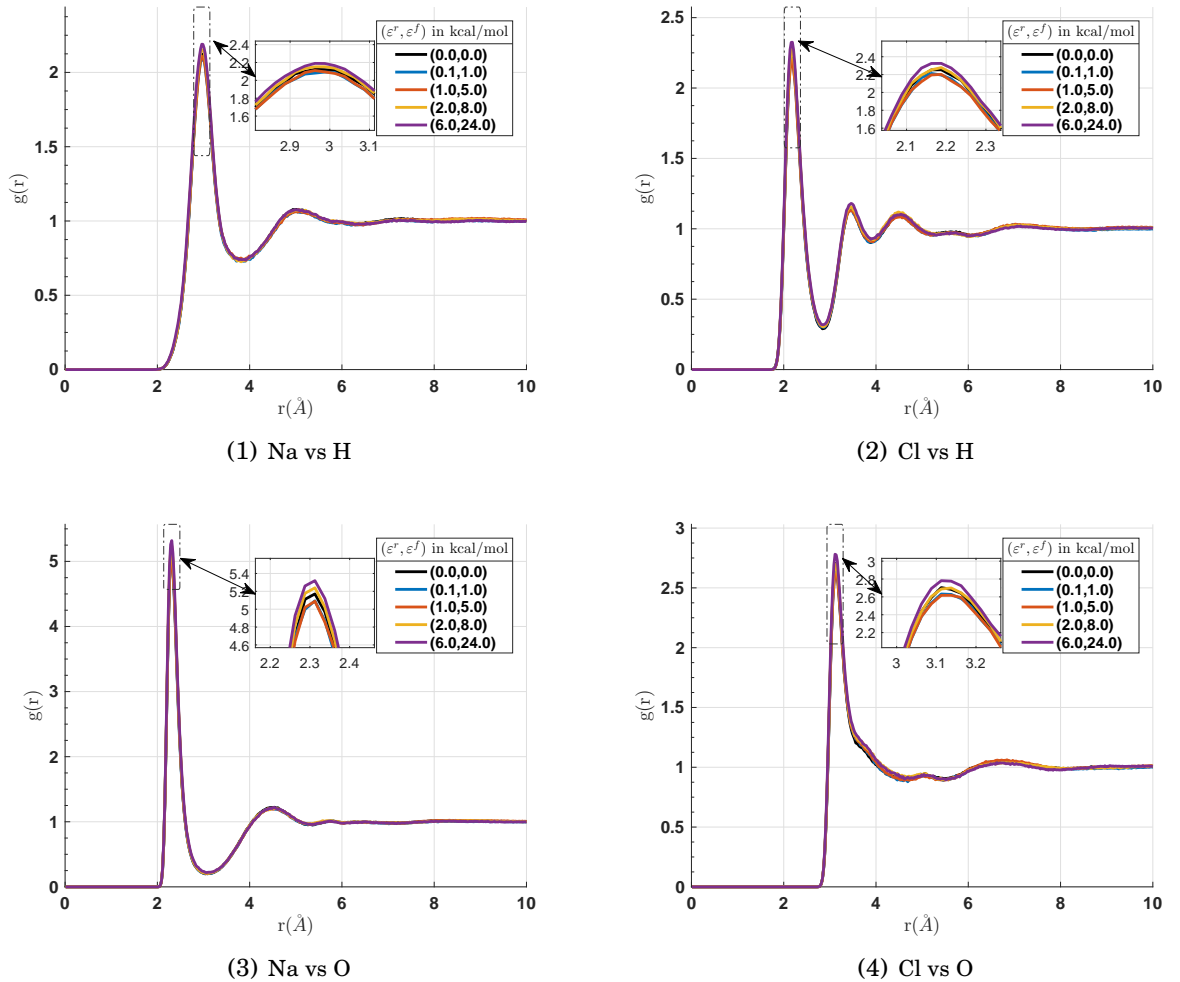 (εʳ, εᶠ) in kcal/mol
(0.0,0.0)
(0.1,1.0)
(1.0,5.0)
(2.0,8.0)
(6.0,24.0)
2.4
2.2
2
1.8
1.6
2.9 3 3.1
2
1.5
1
0.5
0
g(r)
0 2 4 6 8 10
r(Å)
(1) Na vs H
(εʳ, εᶠ) in kcal/mol
(0.0,0.0)
(0.1,1.0)
(1.0,5.0)
(2.0,8.0)
(6.0,24.0)
2.4
2.2
2
1.8
1.6
2.1 2.2 2.3
2.5
2
1.5
1
0.5
0
g(r)
0 2 4 6 8 10
r(Å)
(2) Cl vs H
(εʳ, εᶠ) in kcal/mol
(0.0,0.0)
(0.1,1.0)
(1.0,5.0)
(2.0,8.0)
(6.0,24.0)
5.4
5.2
5
4.8
4.6
2.2 2.3 2.4
5
4
3
2
1
0
g(r)
0 2 4 6 8 10
r(Å)
(3) Na vs O
(εʳ, εᶠ) in kcal/mol
(0.0,0.0)
(0.1,1.0)
(1.0,5.0)
(2.0,8.0)
(6.0,24.0)
3
2.8
2.6
2.4
2.2
3 3.1 3.2
3
2.5
2
1.5
1
0.5
0
g(r)
0 2 4 6 8 10
r(Å)
(4) Cl vs O